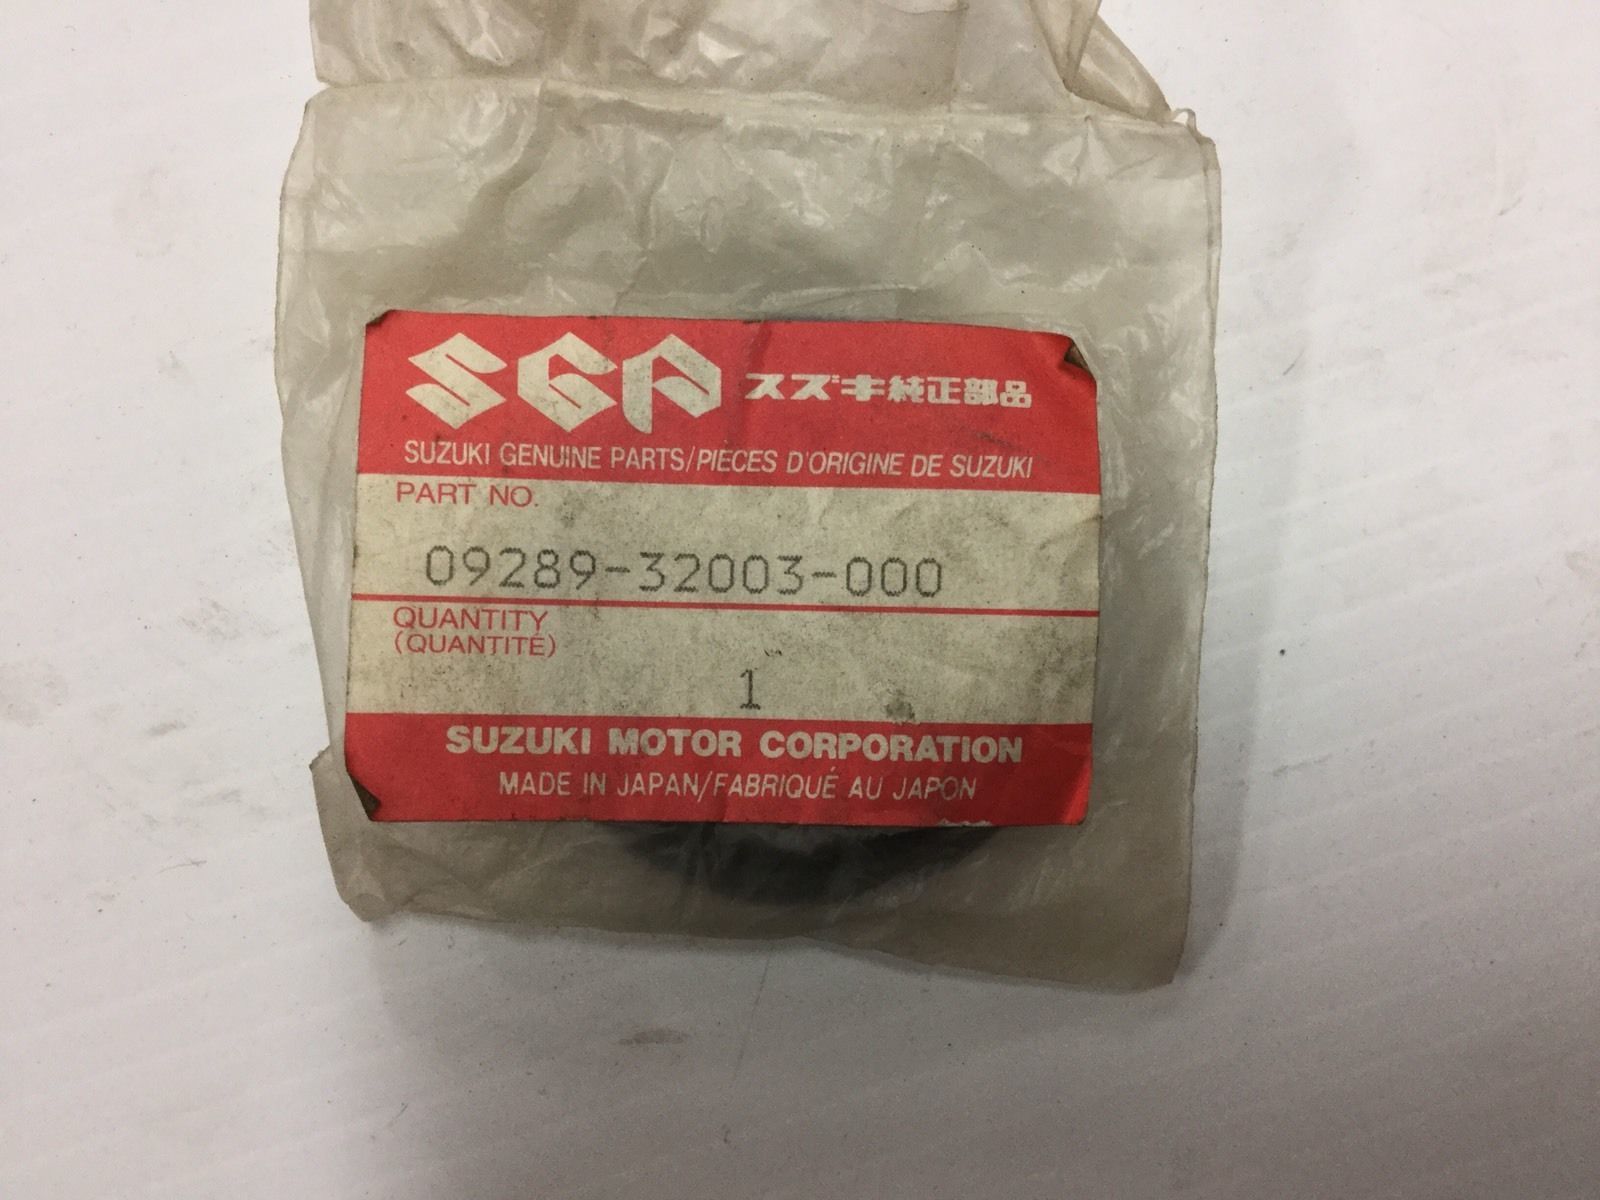 SGP スズキ純正部品
SUZUKI GENUINE PARTS/PIECES D'ORIGINE DE SUZUKI
PART NO.
09289-32003-000
QUANTITY
(QUANTITÉ)
1
SUZUKI MOTOR CORPORATION
MADE IN JAPAN/FABRIQUÉ AU JAPON